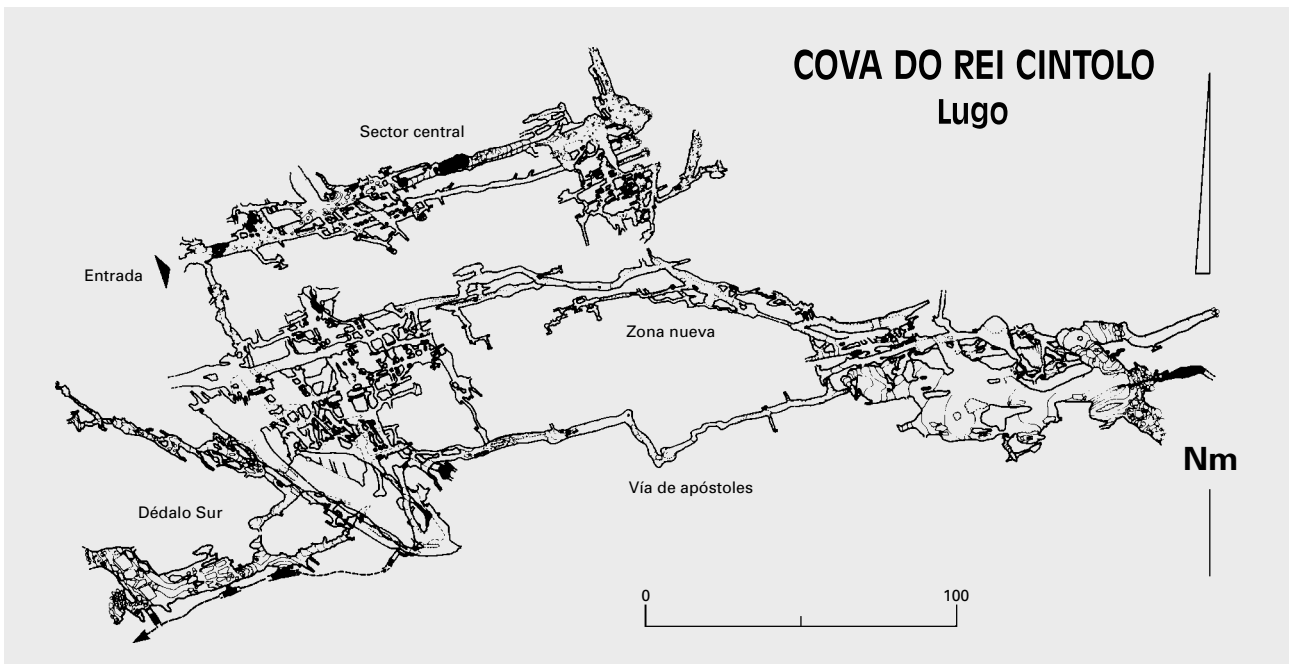 COVA DO REI CINTOLO
Lugo
Sector central
Entrada
Zona nueva
Nm
Vía de apóstoles
Dédalo Sur
0 100